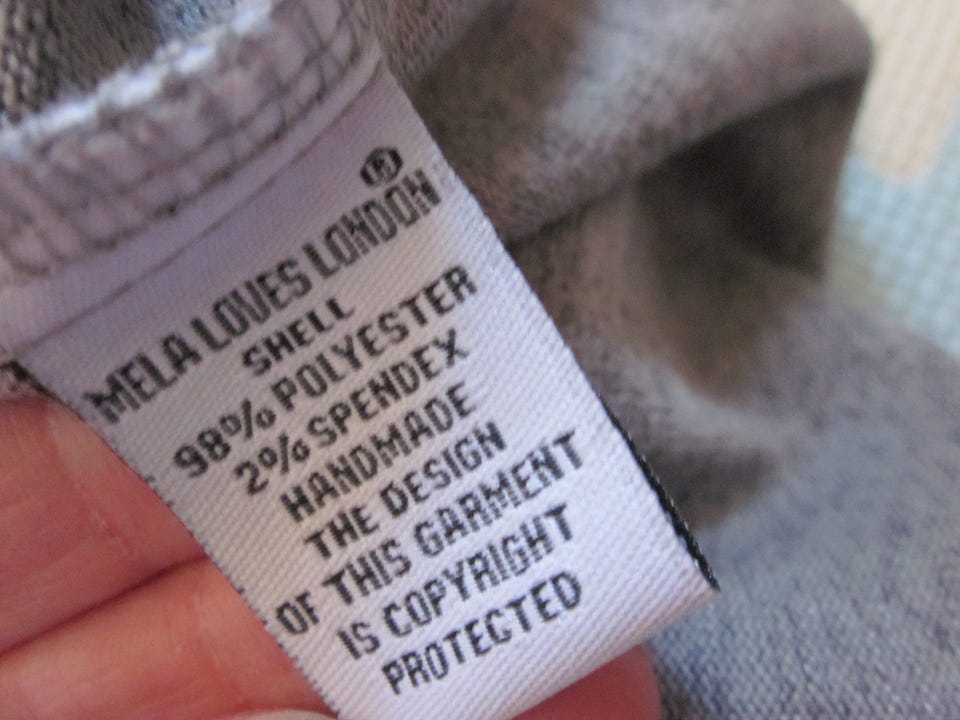 ®
MELA LOVES LONDON
SHELL
98% POLYESTER
2% SPENDEX
HANDMADE
THE DESIGN
OF THIS GARMENT
IS COPYRIGHT
PROTECTED